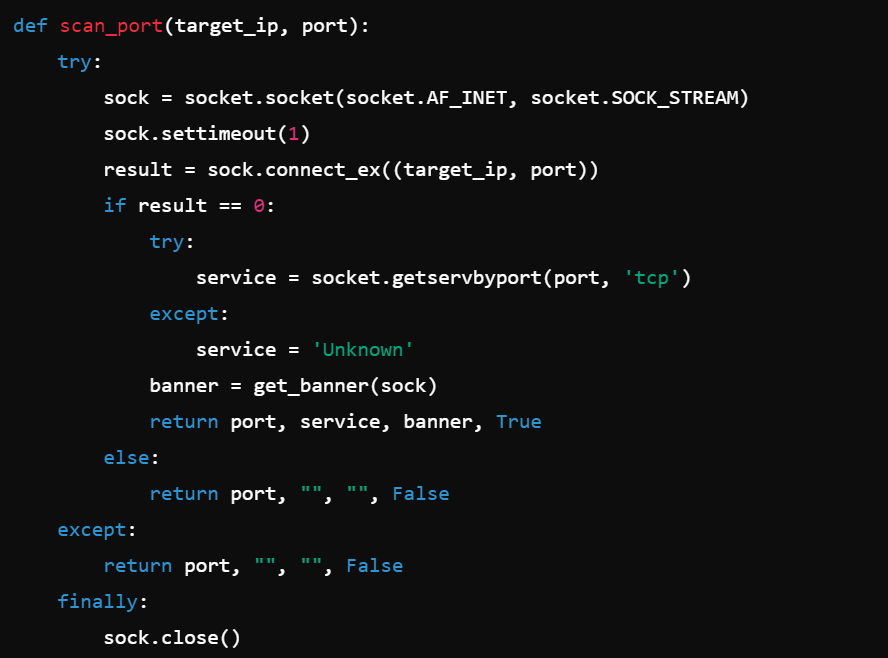 def scan_port(target_ip, port):
    try:
        sock = socket.socket(socket.AF_INET, socket.SOCK_STREAM)
        sock.settimeout(1)
        result = sock.connect_ex((target_ip, port))
        if result == 0:
            try:
                service = socket.getservbyport(port, 'tcp')
            except:
                service = 'Unknown'
            banner = get_banner(sock)
            return port, service, banner, True
        else:
            return port, "", "", False
    except:
        return port, "", "", False
    finally:
        sock.close()